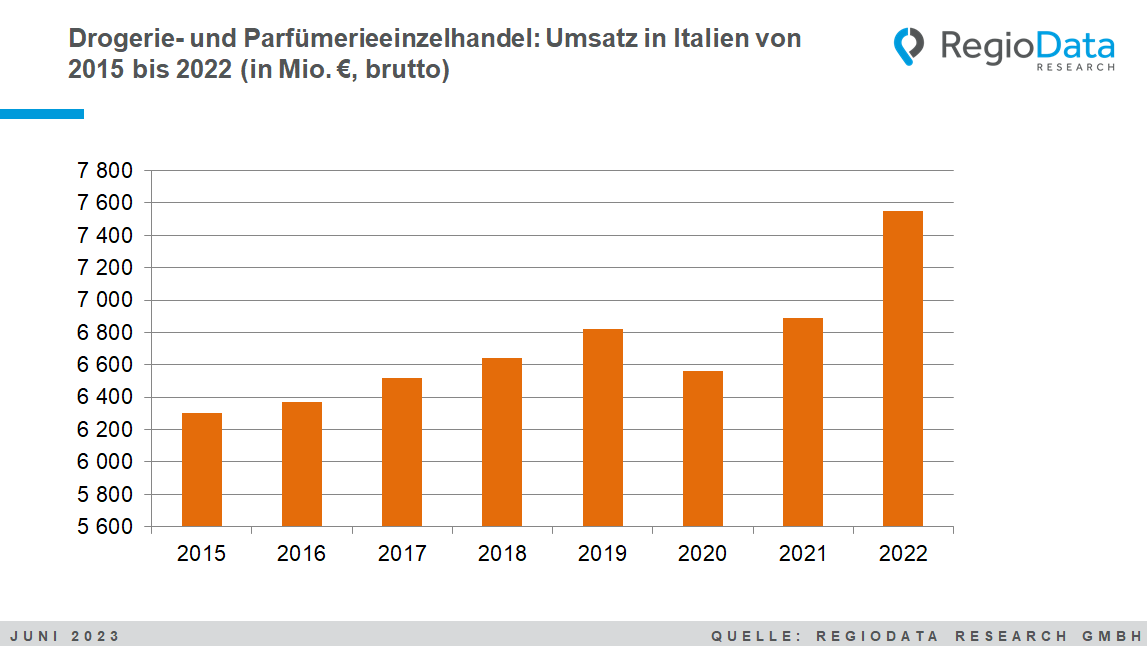 Drogerie- und Parfümerieeinzelhandel: Umsatz in Italien von
2015 bis 2022 (in Mio. €, brutto)
RegioData
RESEARCH
7 800
7 600
7 400
7 200
7 000
6 800
6 600
6 400
6 200
6 000
5 800
5 600
2015 2016 2017 2018 2019 2020 2021 2022
JUNI 2023
QUELLE: REGIODATA RESEARCH GMBH